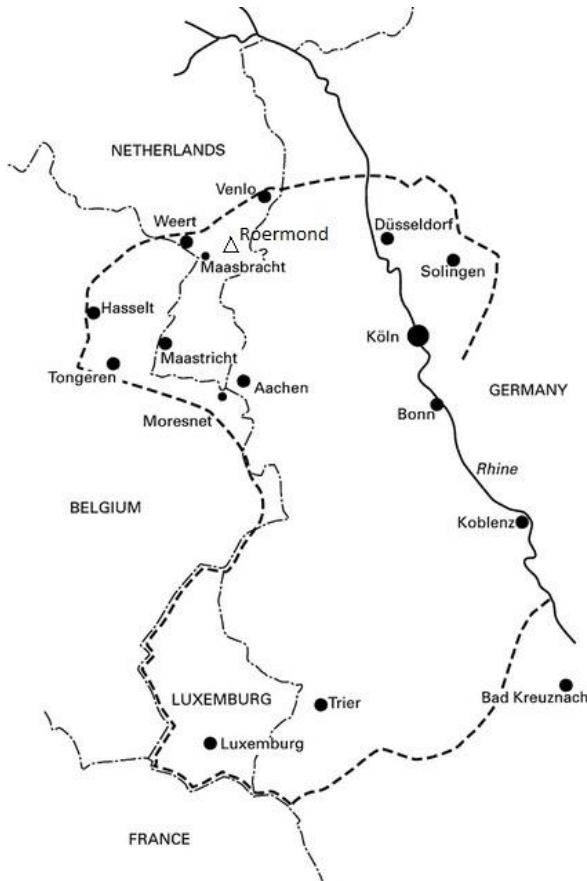 NETHERLANDS
Venlo
Weert
Roermond
Düsseldorf
Maasbracht
Solingen
Hasselt
Köln
Maastricht
Tongeren
Aachen
GERMANY
Moresnet
Bonn
Rhine
BELGIUM
Koblenz
LUXEMBURG
Trier
Bad Kreuznach
Luxemburg
FRANCE